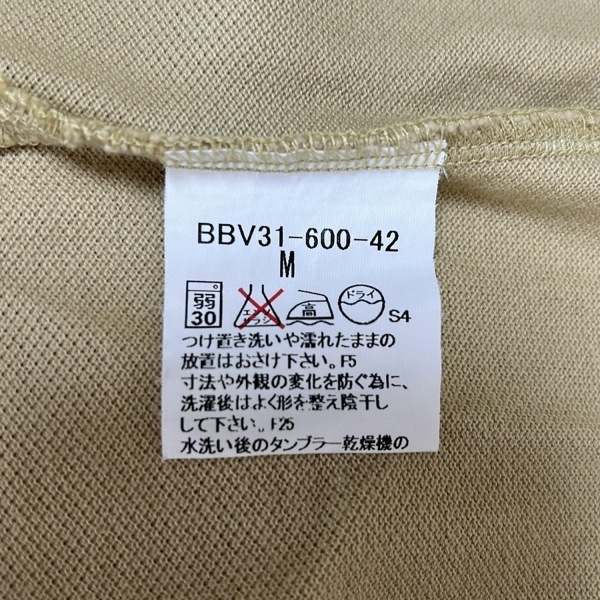 BBV31-600-42
M
弱 高 ドライ
30 エンソ サラシ S4
つけ置き洗いや濡れたままの
放置はおさけ下さい。F5
寸法や外観の変化を防ぐ為に、
洗濯後はよく形を整え陰干し
して下さい。F25
水洗い後のタンブラー乾燥機の